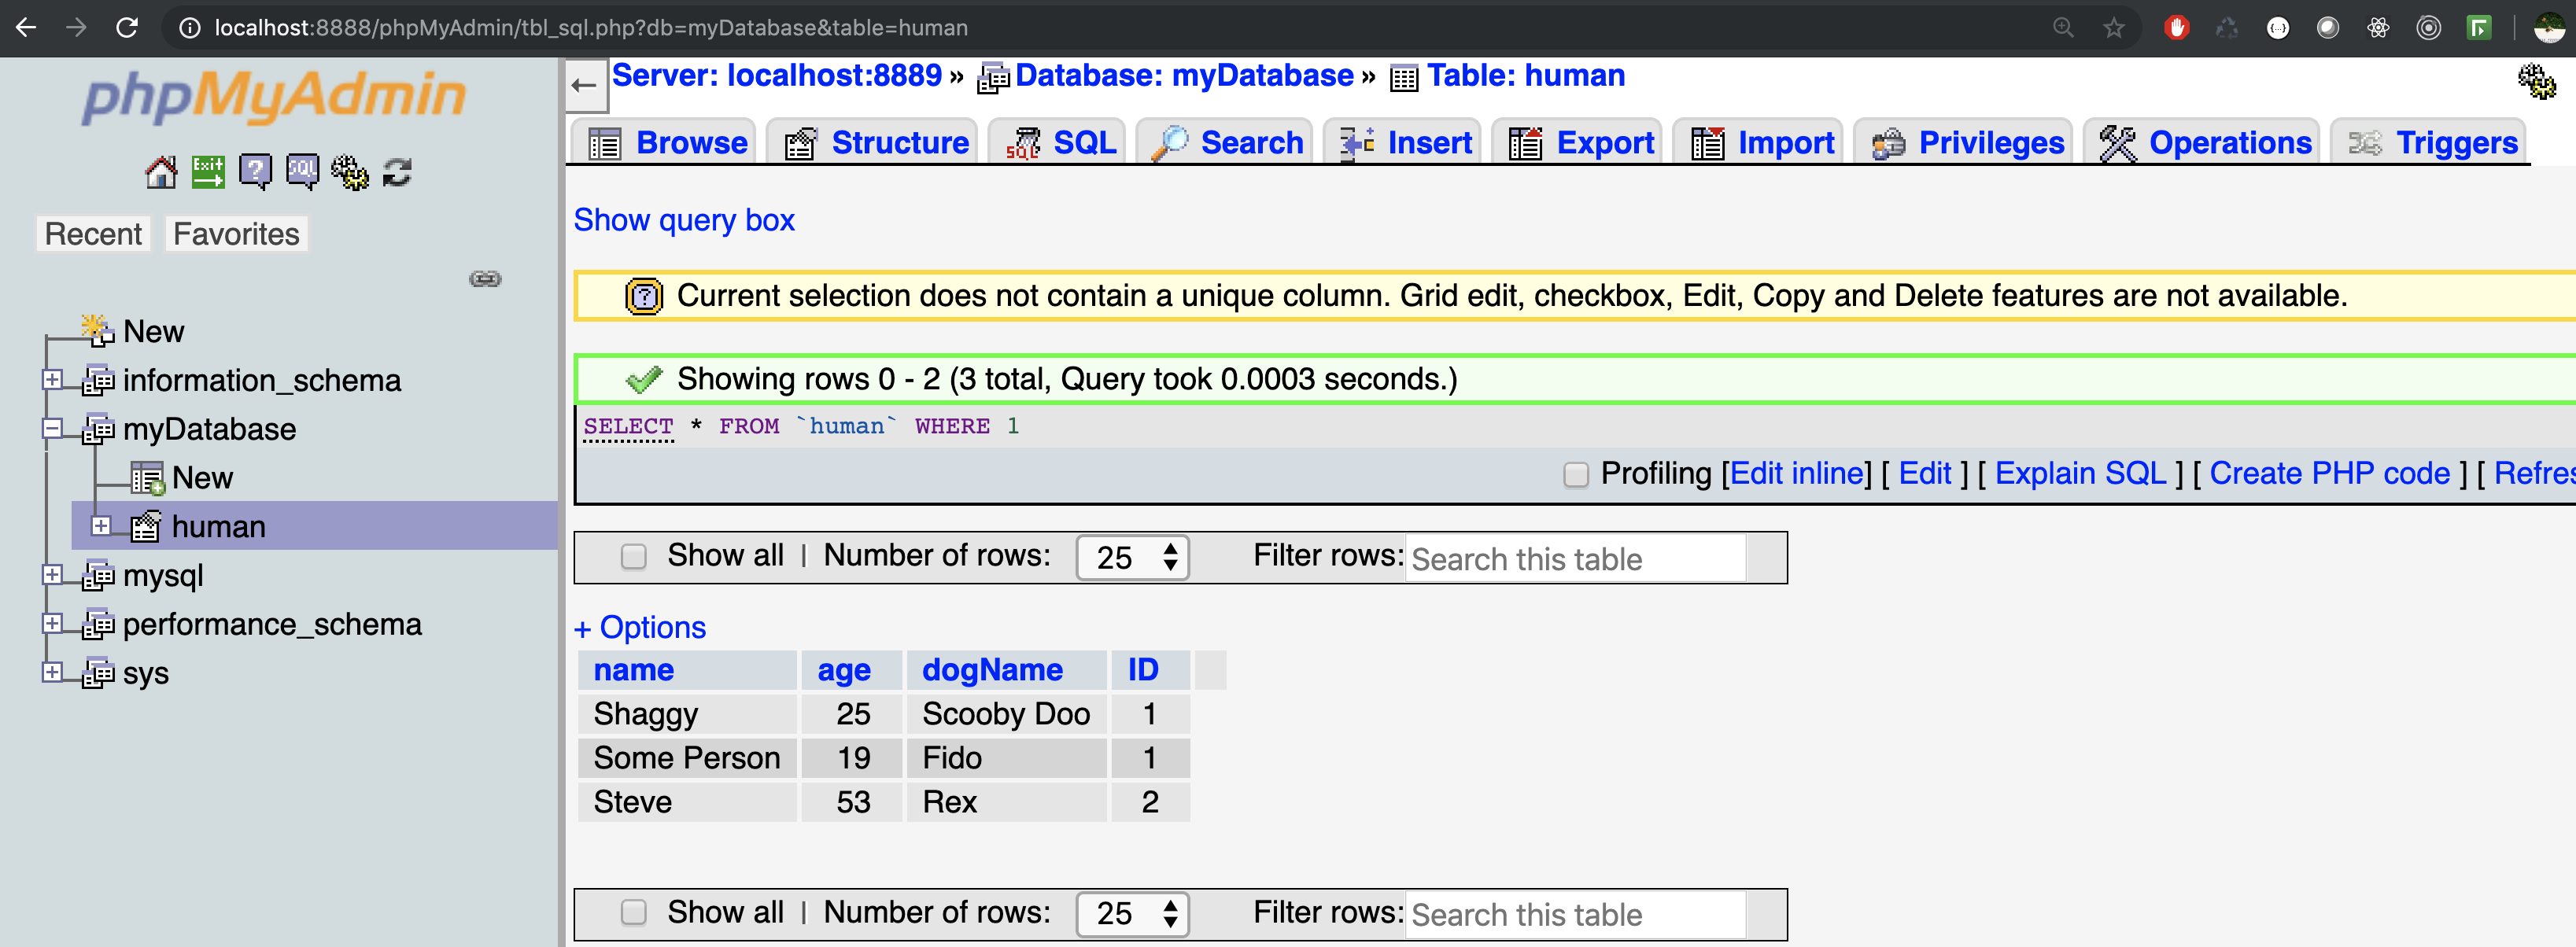 localhost:8888/phpMyAdmin/tbl_sql.php?db=myDatabase&table=human
phpMyAdmin
Exit ? SQL
Recent Favorites
New
information_schema
myDatabase
New
human
mysql
performance_schema
sys
Server: localhost:8889 » Database: myDatabase » Table: human
Browse Structure SQL Search Insert Export Import Privileges Operations Triggers
Show query box
Current selection does not contain a unique column. Grid edit, checkbox, Edit, Copy and Delete features are not available.
Showing rows 0 - 2 (3 total, Query took 0.0003 seconds.)
SELECT * FROM `human` WHERE 1
Profiling [Edit inline] [ Edit ] [ Explain SQL ] [ Create PHP code ] [ Refres
Show all | Number of rows: 25 Filter rows: Search this table
+ Options
name age dogName ID
Shaggy 25 Scooby Doo 1
Some Person 19 Fido 1
Steve 53 Rex 2
Show all | Number of rows: 25 Filter rows: Search this table